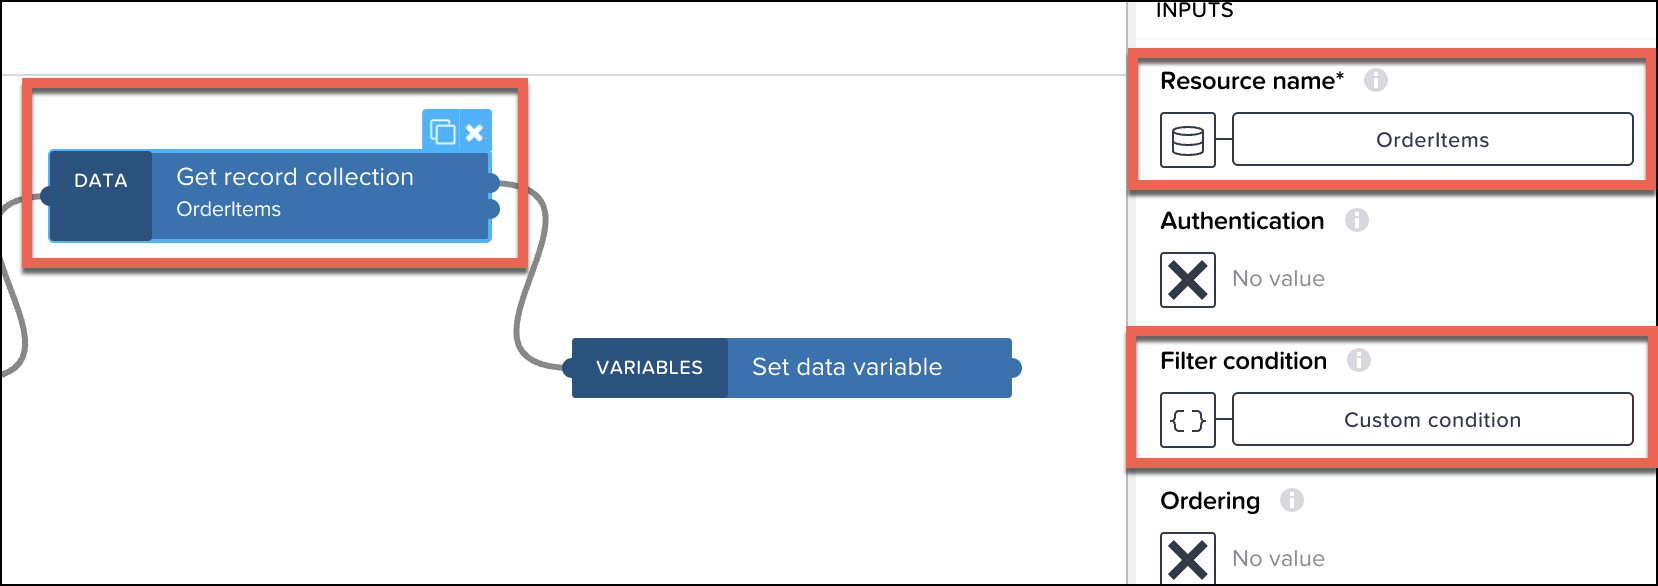 INPUTS
Resource name*
OrderItems
DATA
Get record collection
OrderItems
Authentication
No value
VARIABLES
Set data variable
Filter condition
Custom condition
Ordering
No value